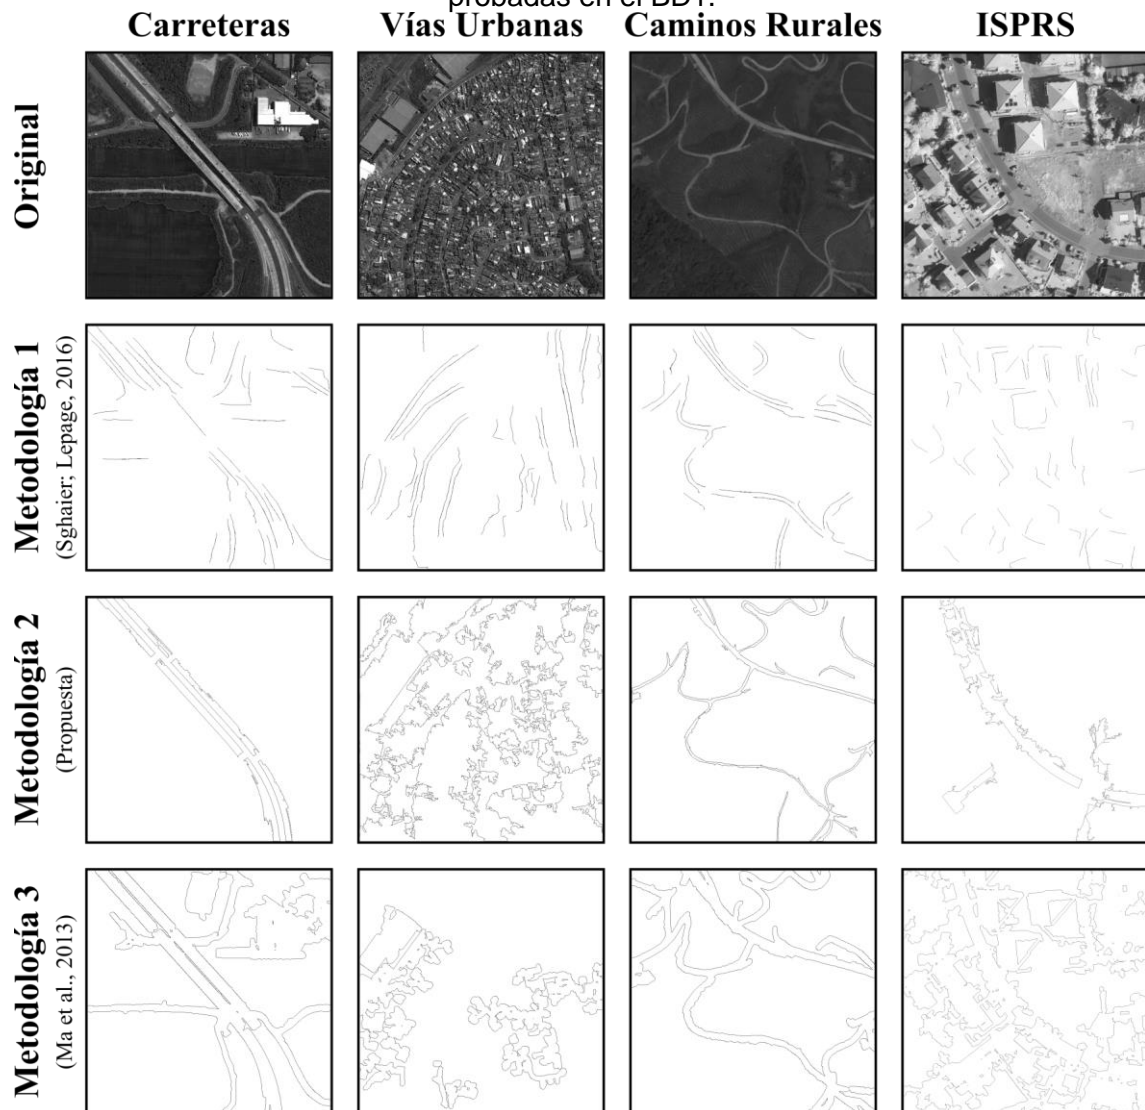 probadas en el BD1.
Carreteras Vías Urbanas Caminos Rurales ISPRS
Original
Metodología 1
(Sghaier; Lepage, 2016)
Metodología 2
(Propuesta)
Metodología 3
(Ma et al., 2013)